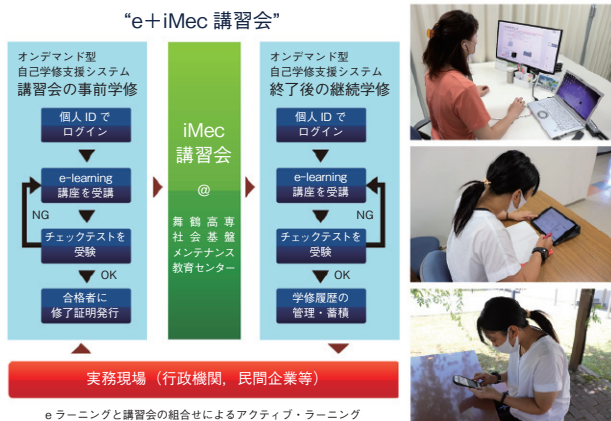 “e＋iMec 講習会”
オンデマンド型
自己学修支援システム
講習会の事前学修
個人 ID で
ログイン
e-learning
講座を受講
NG
チェックテストを
受験
OK
合格者に
修了証明発行
iMec
講習会
@
舞鶴高専
社会基盤
メンテナンス
教育センター
オンデマンド型
自己学修支援システム
終了後の継続学修
個人 ID で
ログイン
e-learning
講座を受講
NG
チェックテストを
受験
OK
学修履歴の
管理・蓄積
実務現場（行政機関，民間企業等）
e ラーニングと講習会の組合せによるアクティブ・ラーニング